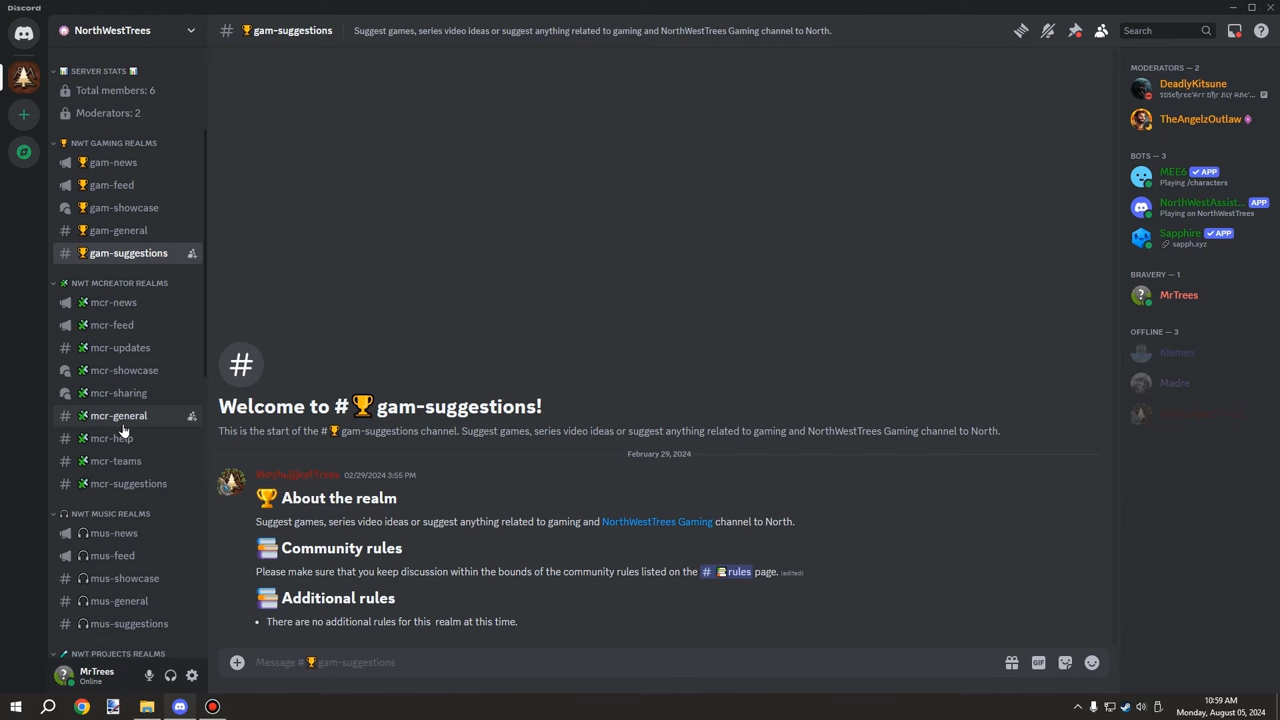 Discord
NorthWestTrees
# 🏆gam-suggestions
Suggest games, series video ideas or suggest anything related to gaming and NorthWestTrees Gaming channel to North.
Search
📊 SERVER STATS 📊
Total members: 6
Moderators: 2
🏆 NWT GAMING REALMS
🏆gam-news
🏆gam-feed
🏆gam-showcase
# 🏆gam-general
# 🏆gam-suggestions
NWT MCREATOR REALMS
mcr-news
mcr-feed
# mcr-updates
mcr-showcase
mcr-sharing
# mcr-general
# mcr-help
# mcr-teams
# mcr-suggestions
🎧 NWT MUSIC REALMS
🎧mus-news
🎧mus-feed
# 🎧mus-showcase
# 🎧mus-general
# 🎧mus-suggestions
NWT PROJECTS REALMS
MrTrees
Online
#
Welcome to #🏆gam-suggestions!
This is the start of the #🏆gam-suggestions channel. Suggest games, series video ideas or suggest anything related to gaming and NorthWestTrees Gaming channel to North.
February 29, 2024
02/29/2024 3:55 PM
🏆 About the realm
Suggest games, series video ideas or suggest anything related to gaming and NorthWestTrees Gaming channel to North.
📚 Community rules
Please make sure that you keep discussion within the bounds of the community rules listed on the # 📚rules page. (edited)
📚 Additional rules
• There are no additional rules for this realm at this time.
Message #🏆gam-suggestions
GIF
MODERATORS — 2
DeadlyKitsune
TheAngelzOutlaw
BOTS — 3
MEE6 ✓ APP
Playing /characters
NorthWestAssist... APP
Playing on NorthWestTrees
Sapphire ✓ APP
sapph.xyz
BRAVERY — 1
MrTrees
OFFLINE — 3
Klemen
Madre
10:59 AM
Monday, August 05, 2024